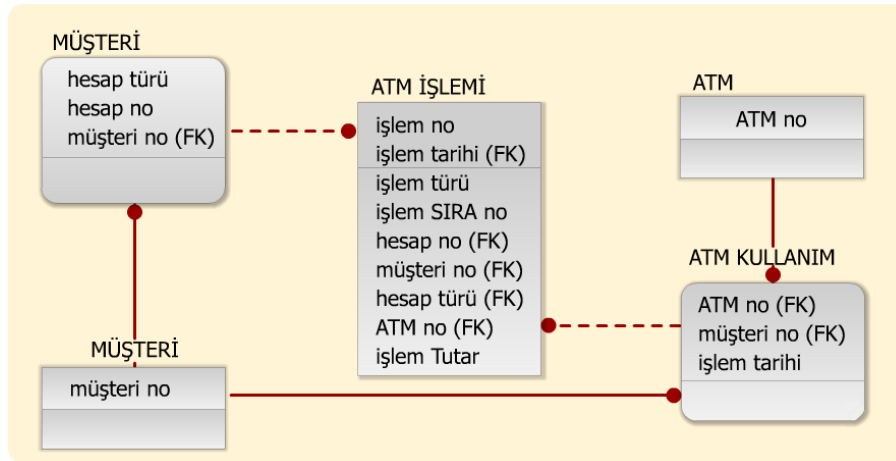 MÜŞTERİ
hesap türü
hesap no
müşteri no (FK)
ATM İŞLEMİ
işlem no
işlem tarihi (FK)
işlem türü
işlem SIRA no
hesap no (FK)
müşteri no (FK)
hesap türü (FK)
ATM no (FK)
işlem Tutar
ATM
ATM no
ATM KULLANIM
ATM no (FK)
müşteri no (FK)
işlem tarihi
MÜŞTERİ
müşteri no